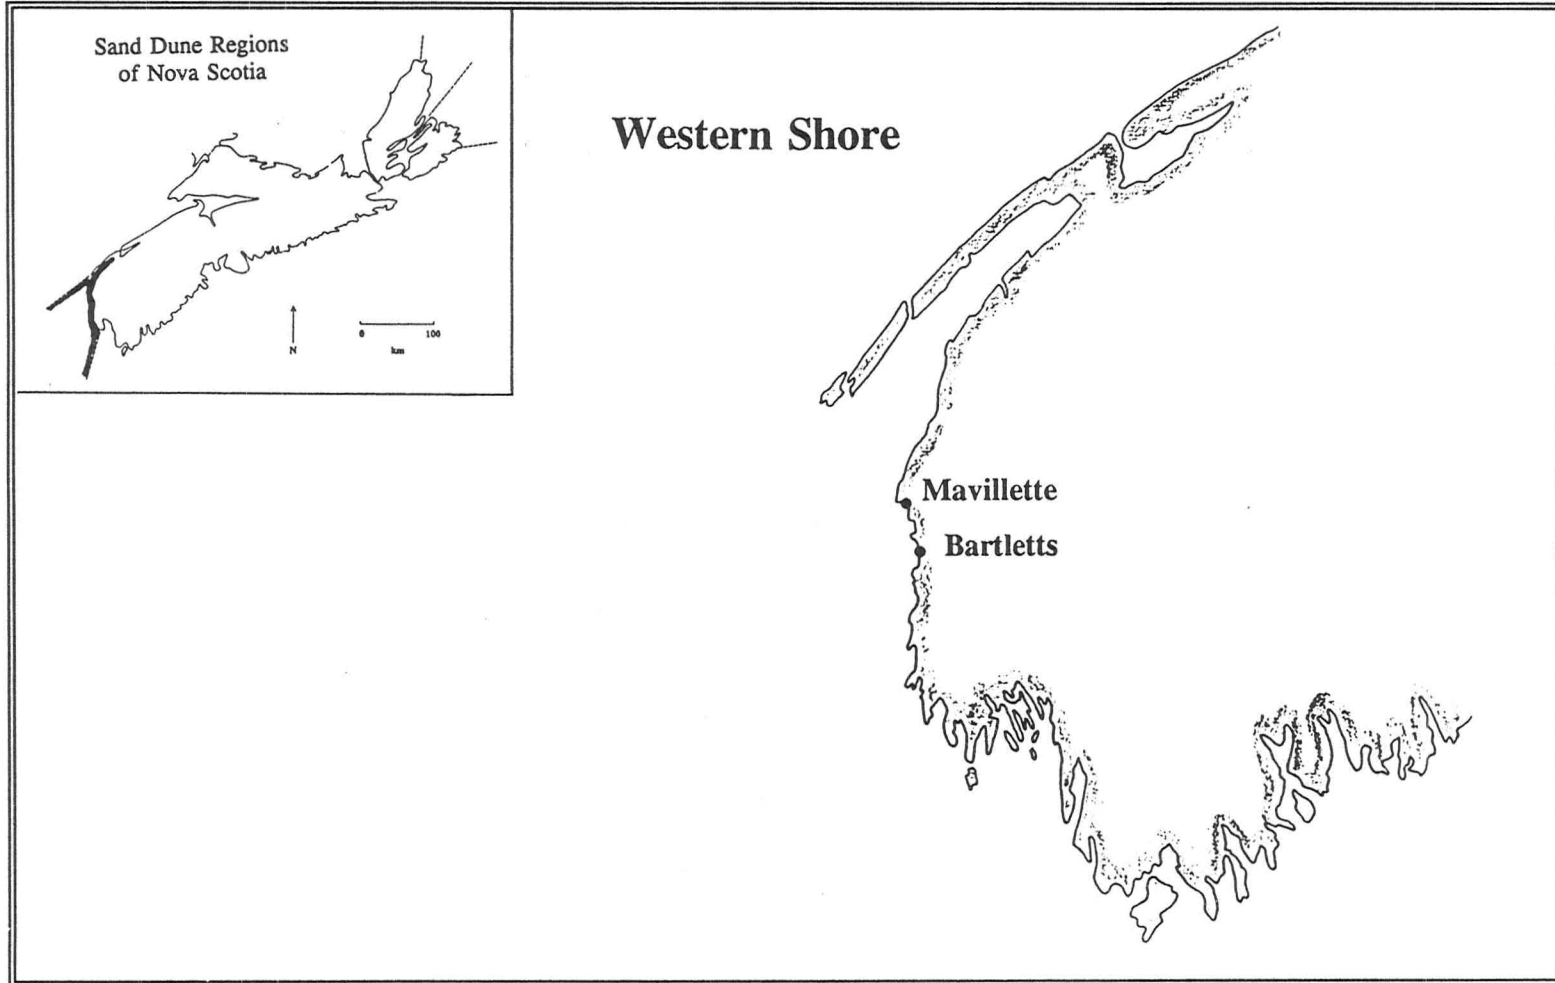 Sand Dune Regions
of Nova Scotia
Western Shore
N
0 100
km
Mavillette
Bartletts